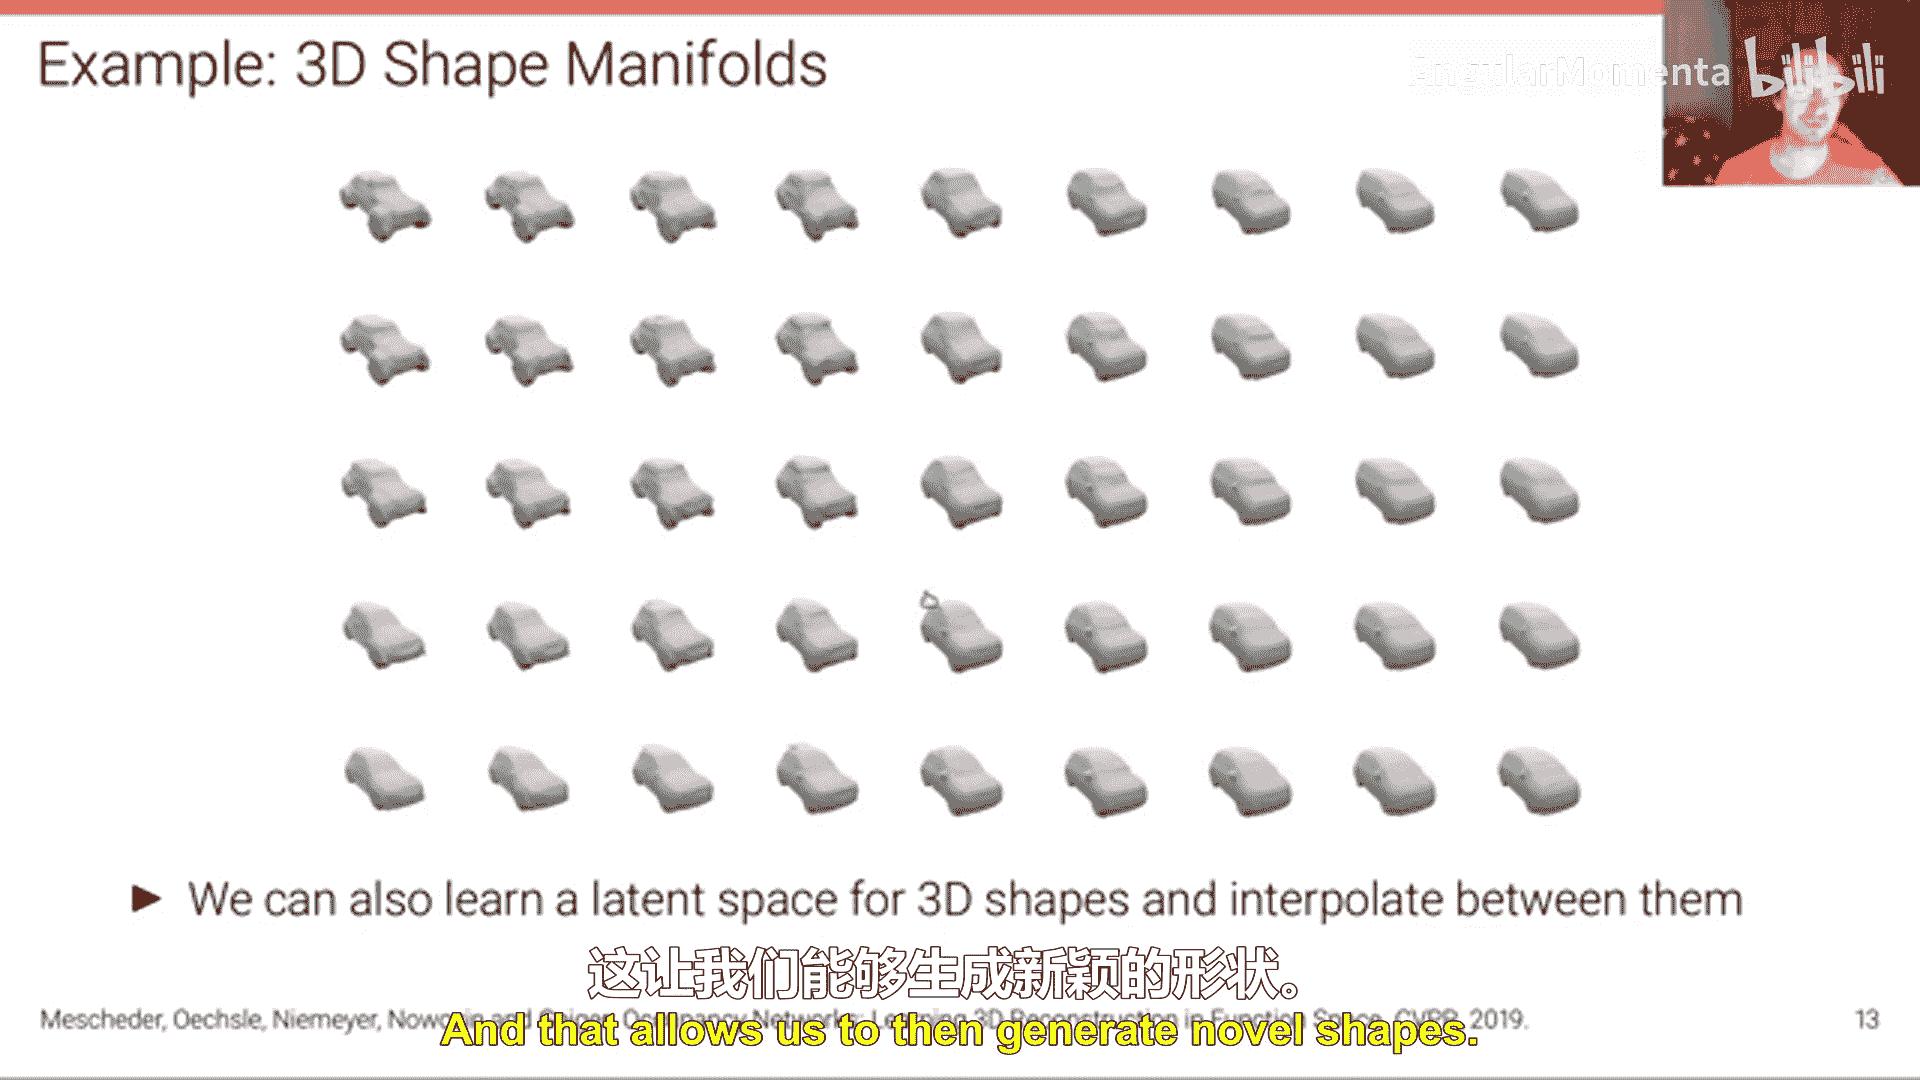 Example: 3D Shape Manifolds
AngularMomenta bilibili
► We can also learn a latent space for 3D shapes and interpolate between them
这让我们能够生成新颖的形状。
Mescheder, Oechsle, Niemeyer, 2019.
And that allows us to then generate novel shapes.
13